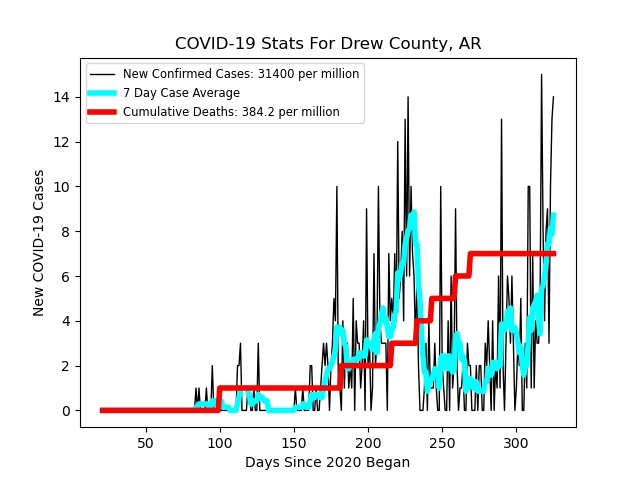 COVID-19 Stats For Drew County, AR
New Confirmed Cases: 31400 per million
7 Day Case Average
Cumulative Deaths: 384.2 per million
New COVID-19 Cases
14
12
10
8
6
4
2
0
50 100 150 200 250 300
Days Since 2020 Began